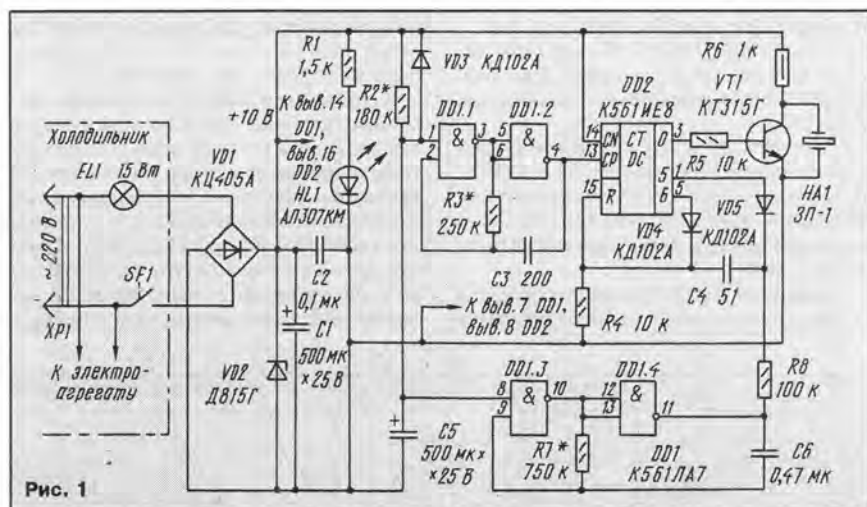 R1
1,5 к
+10 В
К выв.14
DD1,
выв.16
DD2
HL1
АЛ307КМ
R2*
180 к
VD3 КД102А
DD1.1
1
2
&
3
DD1.2
5
6
&
4
R3*
250 к
C3 200
DD2
К561ИЕ8
14
13
15
CN
CP
R
CT
DC
0
5
6
3
1
5
R5 10 к
R6 1 к
VT1
КТ315Г
HA1
ЗП-1
VD4
КД102А
VD5
КД102А
C4 51
R4 10 к
Холодильник
EL1 15 Вт
VD1
КЦ405А
~220 В
SF1
XP1
К электро-
агрегату
VD2
Д815Г
C2
0,1 мк
+
C1
500 мк
×25 В
К выв.7 DD1,
выв.8 DD2
+
C5
500 мк×
×25 В
DD1.3
8
9
&
10
DD1.4
12
13
&
11
R7*
750 к
DD1
К561ЛА7
R8
100 к
C6
0,47 мк
Рис. 1